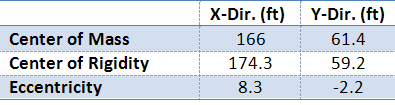 X-Dir. (ft) Y-Dir. (ft)
Center of Mass 166 61.4
Center of Rigidity 174.3 59.2
Eccentricity 8.3 -2.2